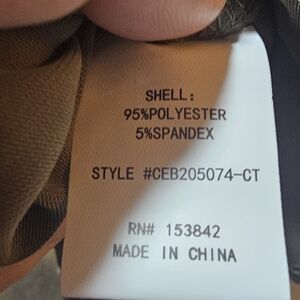 SHELL:
95%POLYESTER
5%SPANDEX
STYLE #CEB205074-CT
RN# 153842
MADE IN CHINA